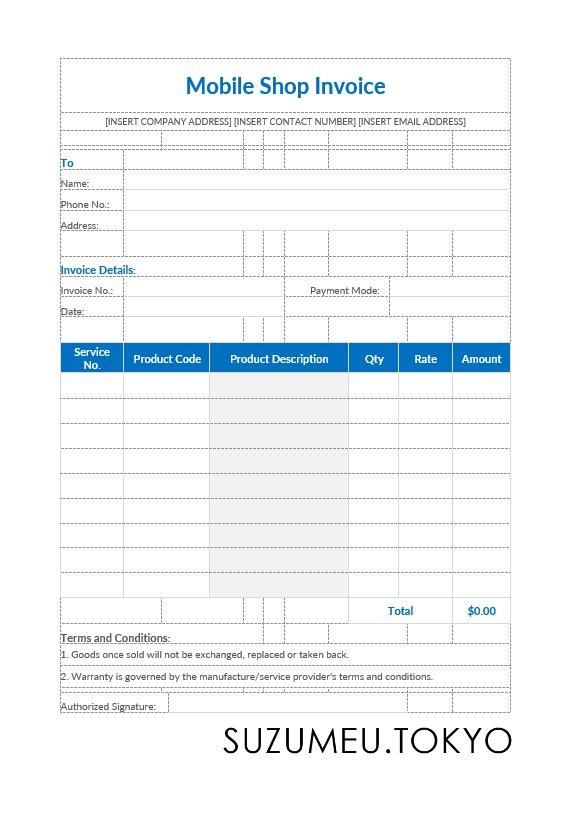 Mobile Shop Invoice
[INSERT COMPANY ADDRESS] [INSERT CONTACT NUMBER] [INSERT EMAIL ADDRESS]
To
Name:
Phone No.:
Address:
Invoice Details:
Invoice No.: Payment Mode:
Date:
Service No. Product Code Product Description Qty Rate Amount
Total $0.00
Terms and Conditions:
1. Goods once sold will not be exchanged, replaced or taken back.
2. Warranty is governed by the manufacture/service provider's terms and conditions.
Authorized Signature:
SUZUMEU.TOKYO